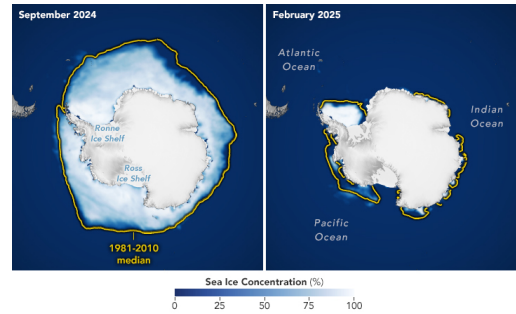 September 2024
Ronne
Ice Shelf
Ross
Ice Shelf
1981-2010
median
February 2025
Atlantic
Ocean
Indian
Ocean
Pacific
Ocean
Sea Ice Concentration (%)
0 25 50 75 100